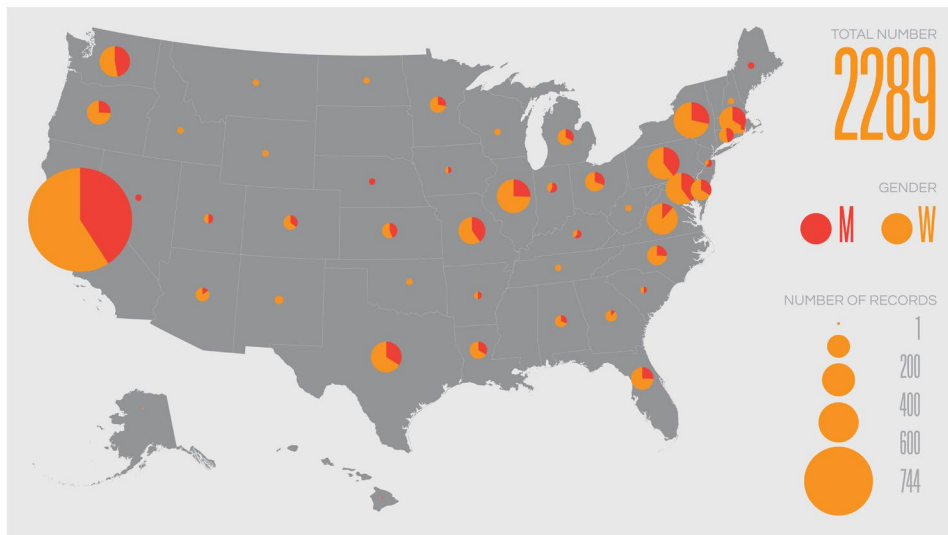 TOTAL NUMBER
2289
GENDER
M W
NUMBER OF RECORDS
1
200
400
600
744